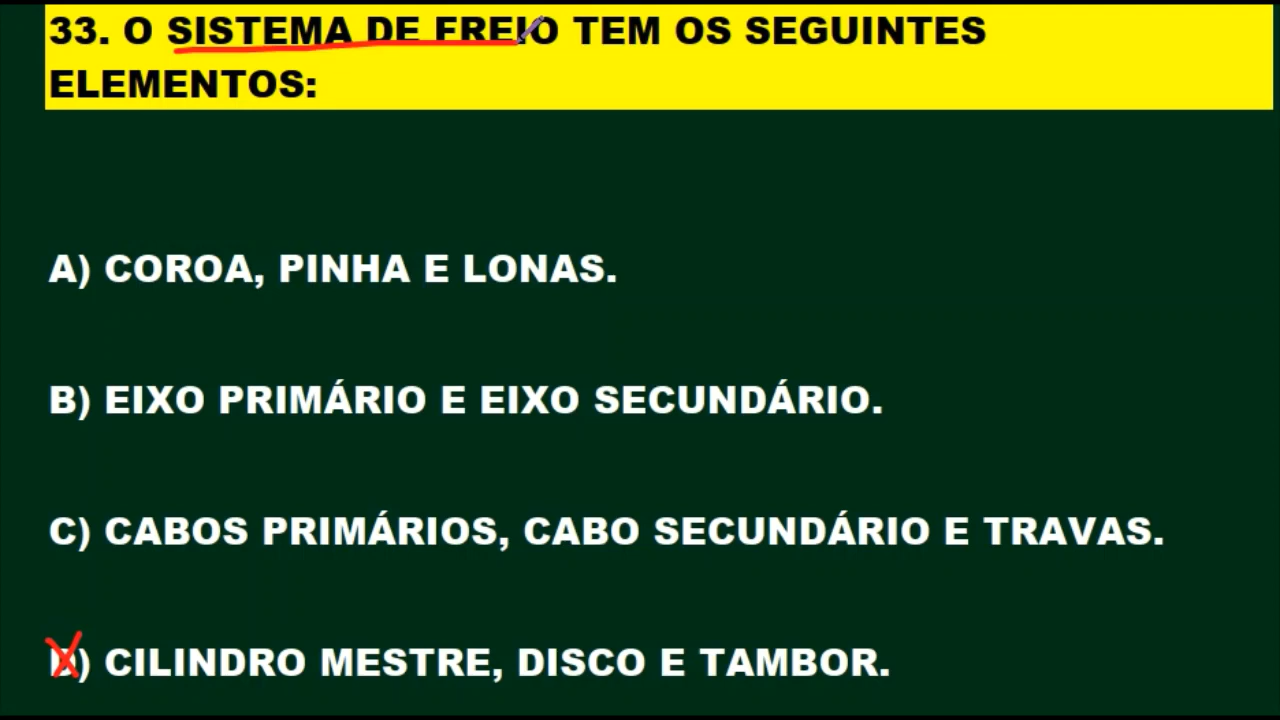 33. O SISTEMA DE FREIO TEM OS SEGUINTES
ELEMENTOS:
A) COROA, PINHA E LONAS.
B) EIXO PRIMÁRIO E EIXO SECUNDÁRIO.
C) CABOS PRIMÁRIOS, CABO SECUNDÁRIO E TRAVAS.
D) CILINDRO MESTRE, DISCO E TAMBOR.